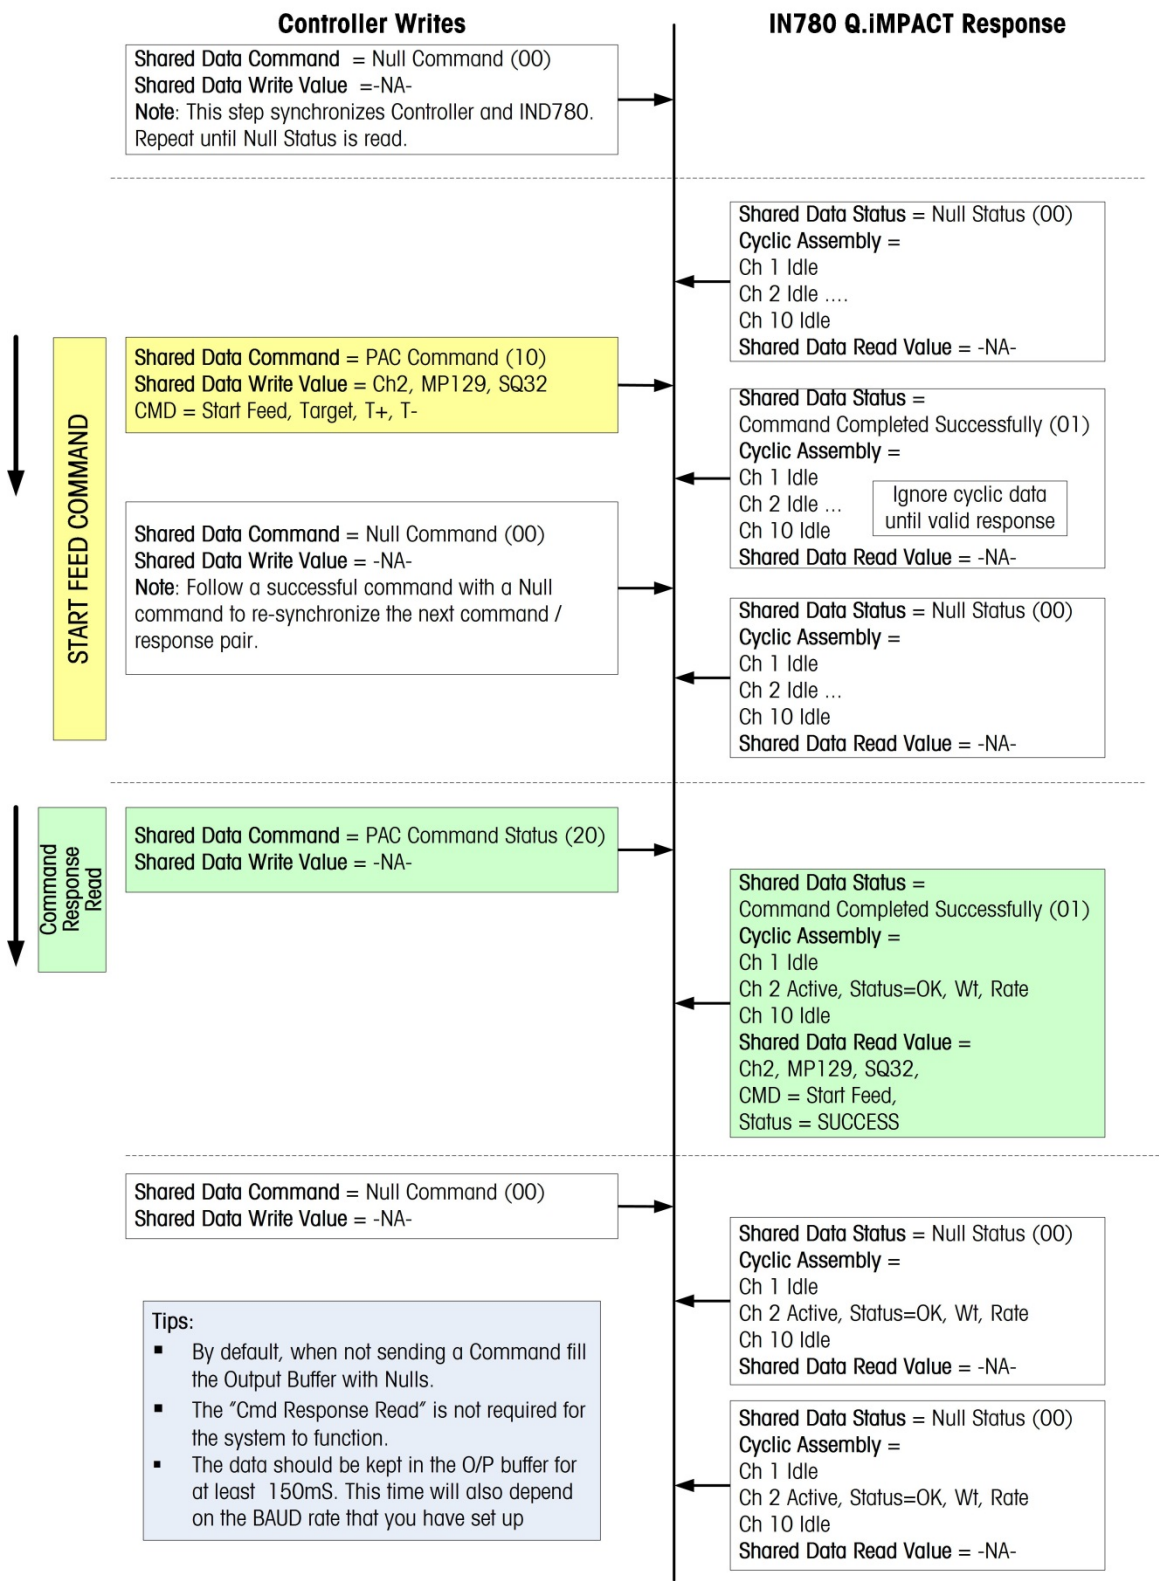 Controller Writes
IN780 Q.iMPACT Response
Shared Data Command = Null Command (00)
Shared Data Write Value =-NA-
Note: This step synchronizes Controller and IND780.
Repeat until Null Status is read.
Shared Data Status = Null Status (00)
Cyclic Assembly =
Ch 1 Idle
Ch 2 Idle ....
Ch 10 Idle
Shared Data Read Value = -NA-
START FEED COMMAND
Shared Data Command = PAC Command (10)
Shared Data Write Value = Ch2, MP129, SQ32
CMD = Start Feed, Target, T+, T-
Shared Data Status =
Command Completed Successfully (01)
Cyclic Assembly =
Ch 1 Idle
Ch 2 Idle ...
Ch 10 Idle
Shared Data Read Value = -NA-
Ignore cyclic data
until valid response
Shared Data Command = Null Command (00)
Shared Data Write Value = -NA-
Note: Follow a successful command with a Null
command to re-synchronize the next command /
response pair.
Shared Data Status = Null Status (00)
Cyclic Assembly =
Ch 1 Idle
Ch 2 Idle ...
Ch 10 Idle
Shared Data Read Value = -NA-
Command
Response
Read
Shared Data Command = PAC Command Status (20)
Shared Data Write Value = -NA-
Shared Data Status =
Command Completed Successfully (01)
Cyclic Assembly =
Ch 1 Idle
Ch 2 Active, Status=OK, Wt, Rate
Ch 10 Idle
Shared Data Read Value =
Ch2, MP129, SQ32,
CMD = Start Feed,
Status = SUCCESS
Shared Data Command = Null Command (00)
Shared Data Write Value = -NA-
Shared Data Status = Null Status (00)
Cyclic Assembly =
Ch 1 Idle
Ch 2 Active, Status=OK, Wt, Rate
Ch 10 Idle
Shared Data Read Value = -NA-
Tips:
▪ By default, when not sending a Command fill
the Output Buffer with Nulls.
▪ The "Cmd Response Read" is not required for
the system to function.
▪ The data should be kept in the O/P buffer for
at least 150mS. This time will also depend
on the BAUD rate that you have set up
Shared Data Status = Null Status (00)
Cyclic Assembly =
Ch 1 Idle
Ch 2 Active, Status=OK, Wt, Rate
Ch 10 Idle
Shared Data Read Value = -NA-